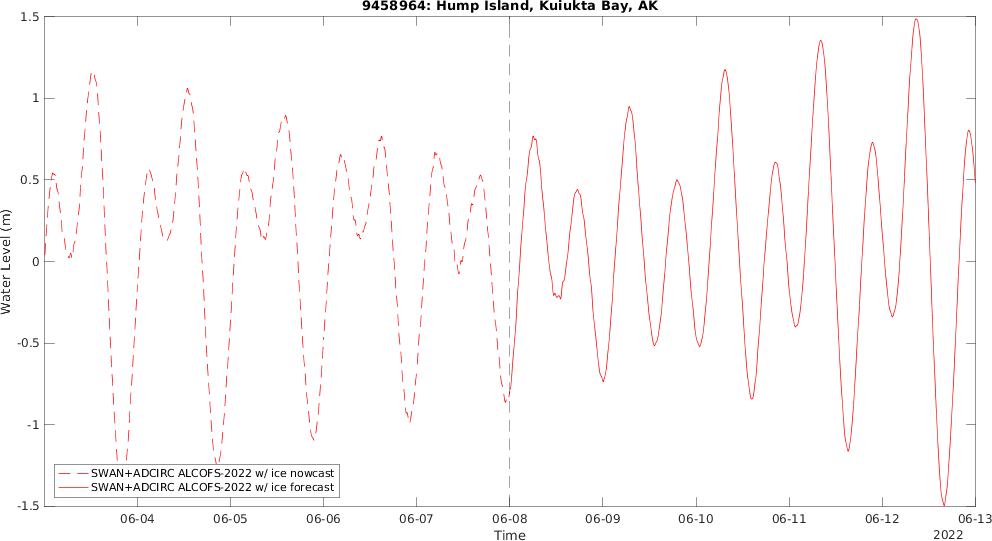 9458964: Hump Island, Kuiukta Bay, AK
1.5
1
0.5
0
-0.5
-1
-1.5
Water Level (m)
SWAN+ADCIRC ALCOFS-2022 w/ ice nowcast
SWAN+ADCIRC ALCOFS-2022 w/ ice forecast
06-04 06-05 06-06 06-07 06-08 06-09 06-10 06-11 06-12 06-13
Time
2022